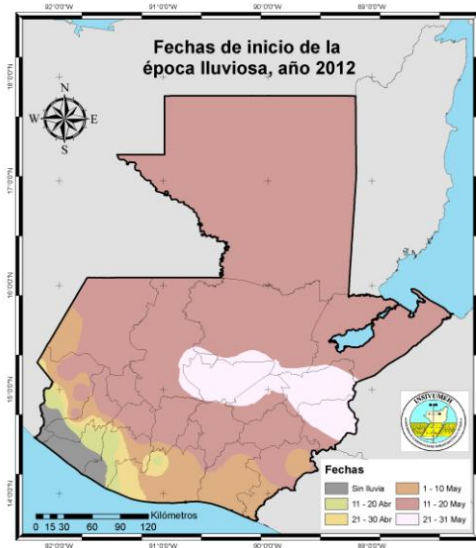 92°0'0"W 91°0'0"W 90°0'0"W 89°0'0"W
Fechas de inicio de la
época lluviosa, año 2012
N
W E
S
18°0'0"N
17°0'0"N
16°0'0"N
15°0'0"N
14°0'0"N
INSIVUMEH
Fechas
Sin lluvia
11 - 20 Abr
21 - 30 Abr
1 - 10 May
11 - 20 May
21 - 31 May
Kilómetros
0 15 30 60 90 120
92°0'0"W 91°0'0"W 90°0'0"W 89°0'0"W